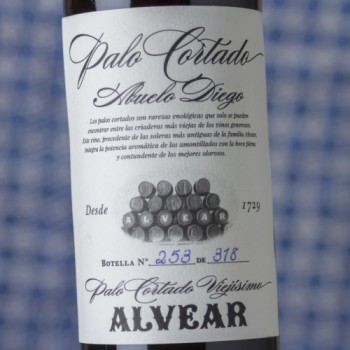 Palo Cortado
Abuelo Diego
Los palos cortados son rarezas enológicas que solo se pueden
encontrar entre las criaderas más viejas de los vinos generosos.
Este vino, procedente de las soleras más antiguas de la familia Alvear,
integra la potencia aromática de los amontillados con la boca plena
y contundente de los mejores olorosos.
Desde 1729
ALVEAR
BOTELLA Nº 253 DE 318
Palo Cortado Viejísimo
ALVEAR